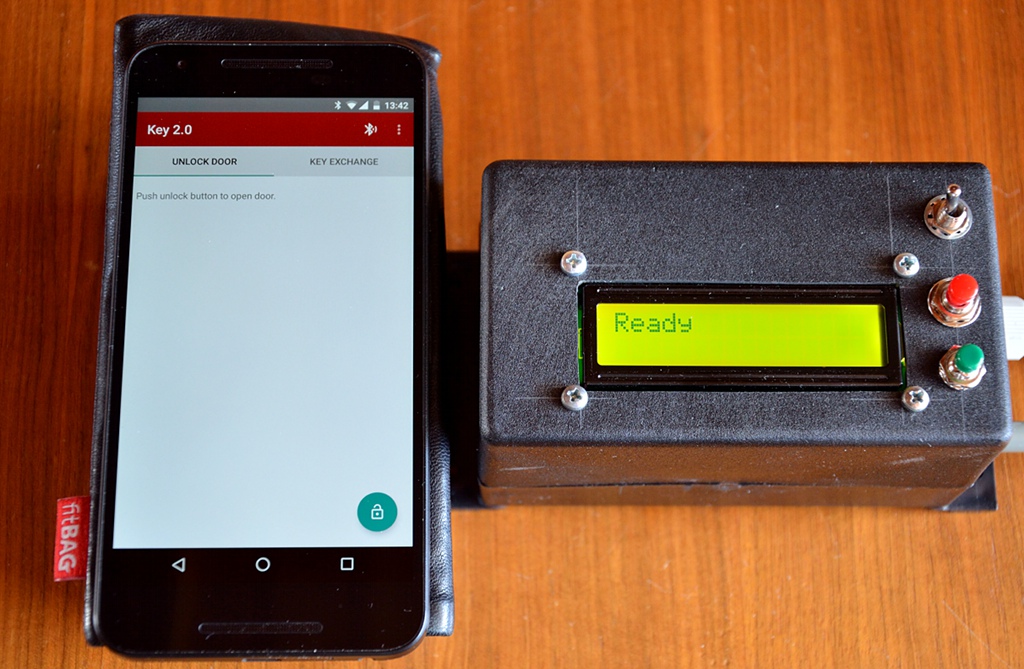 13:42
Key 2.0
UNLOCK DOOR KEY EXCHANGE
Push unlock button to open door.
Ready
fitBAG